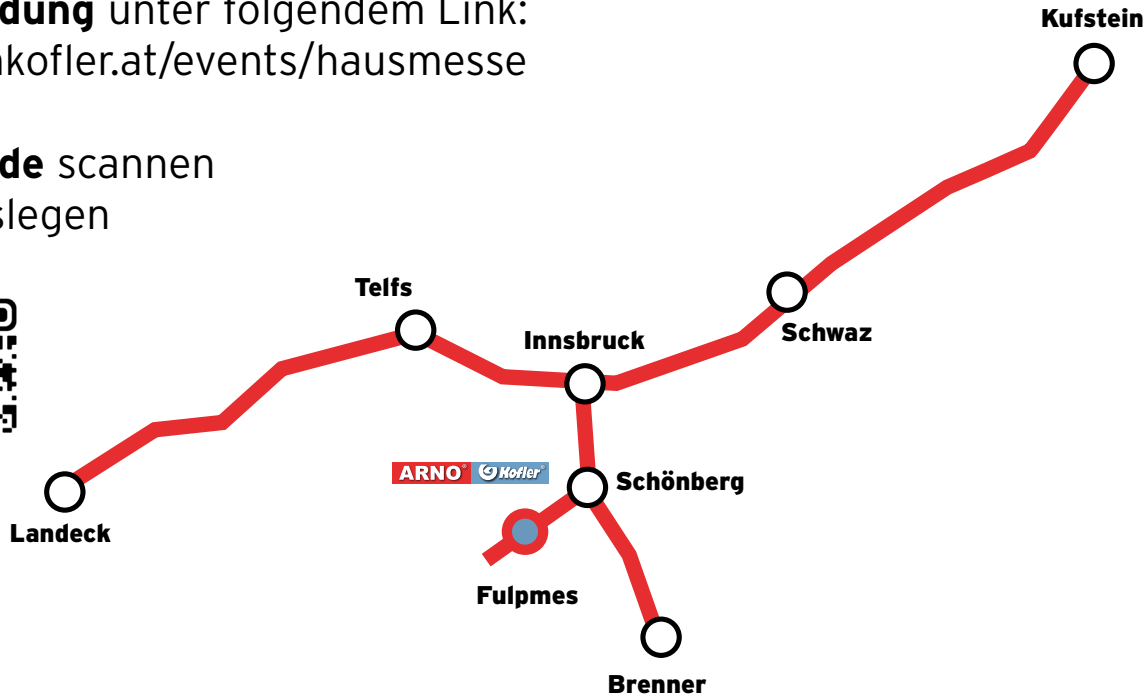 dung unter folgendem Link:
kofler.at/events/hausmesse
de scannen
slegen
Kufstein
Telfs
Innsbruck
Schwaz
ARNO® Kofler®
Schönberg
Landeck
Fulpmes
Brenner